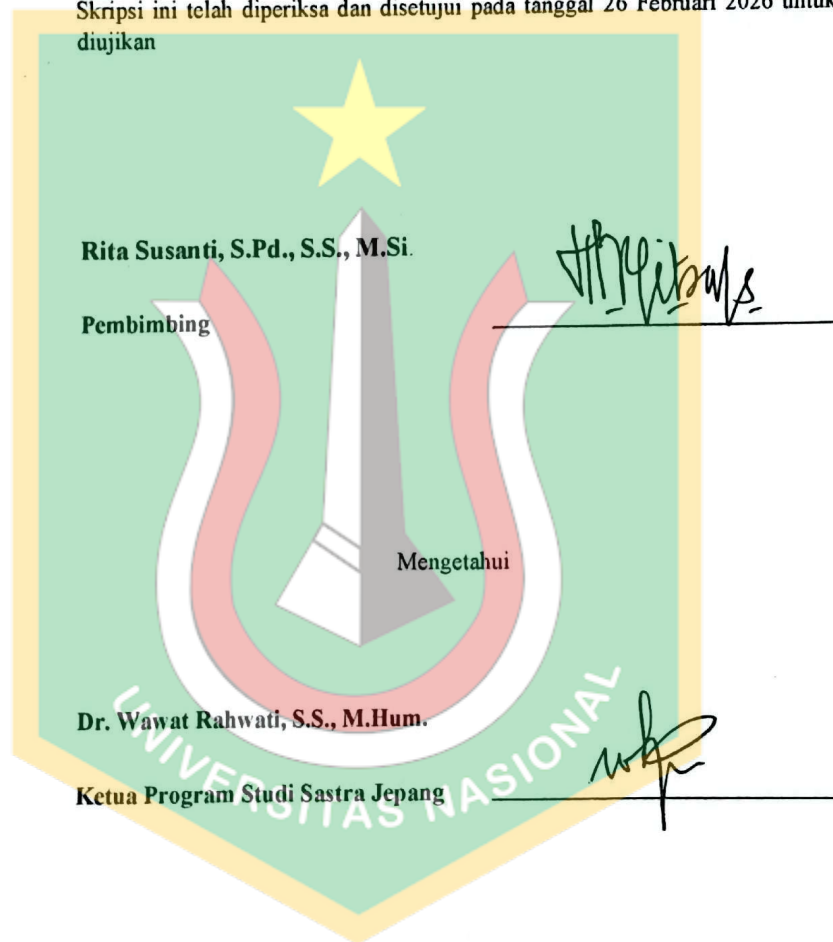 Skripsi ini telah diperiksa dan disetujui pada tanggal 26 Februari 2026 untuk
diujikan
Rita Susanti, S.Pd., S.S., M.Si.
Pembimbing
Mengetahui
Dr. Wawat Rahwati, S.S., M.Hum.
Ketua Program Studi Sastra Jepang
UNIVERSITAS NASIONAL